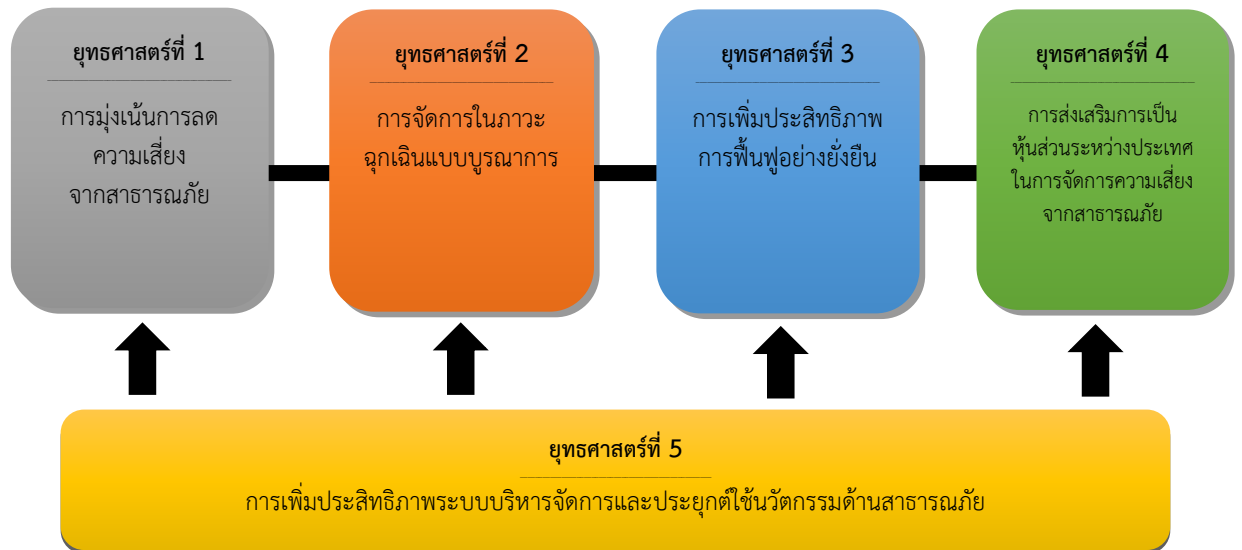 ยุทธศาสตร์ที่ 1
การมุ่งเน้นการลด
ความเสี่ยง
จากสาธารณภัย
ยุทธศาสตร์ที่ 2
การจัดการในภาวะ
ฉุกเฉินแบบบูรณาการ
ยุทธศาสตร์ที่ 3
การเพิ่มประสิทธิภาพ
การฟื้นฟูอย่างยั่งยืน
ยุทธศาสตร์ที่ 4
การส่งเสริมการเป็น
หุ้นส่วนระหว่างประเทศ
ในการจัดการความเสี่ยง
จากสาธารณภัย
ยุทธศาสตร์ที่ 5
การเพิ่มประสิทธิภาพระบบบริหารจัดการและประยุกต์ใช้นวัตกรรมด้านสาธารณภัย